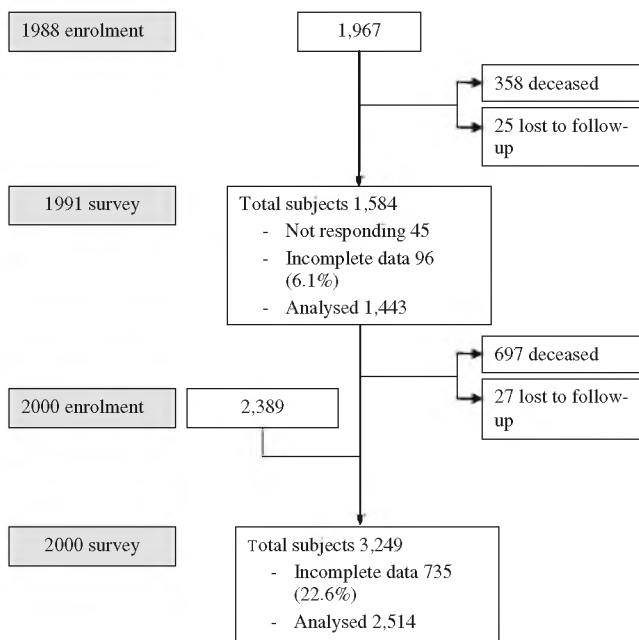 1988 enrolment
1,967
358 deceased
25 lost to follow-
up
1991 survey
Total subjects 1,584
- Not responding 45
- Incomplete data 96
(6.1%)
- Analysed 1,443
697 deceased
27 lost to follow-
up
2000 enrolment
2,389
2000 survey
Total subjects 3,249
- Incomplete data 735
(22.6%)
- Analysed 2,514